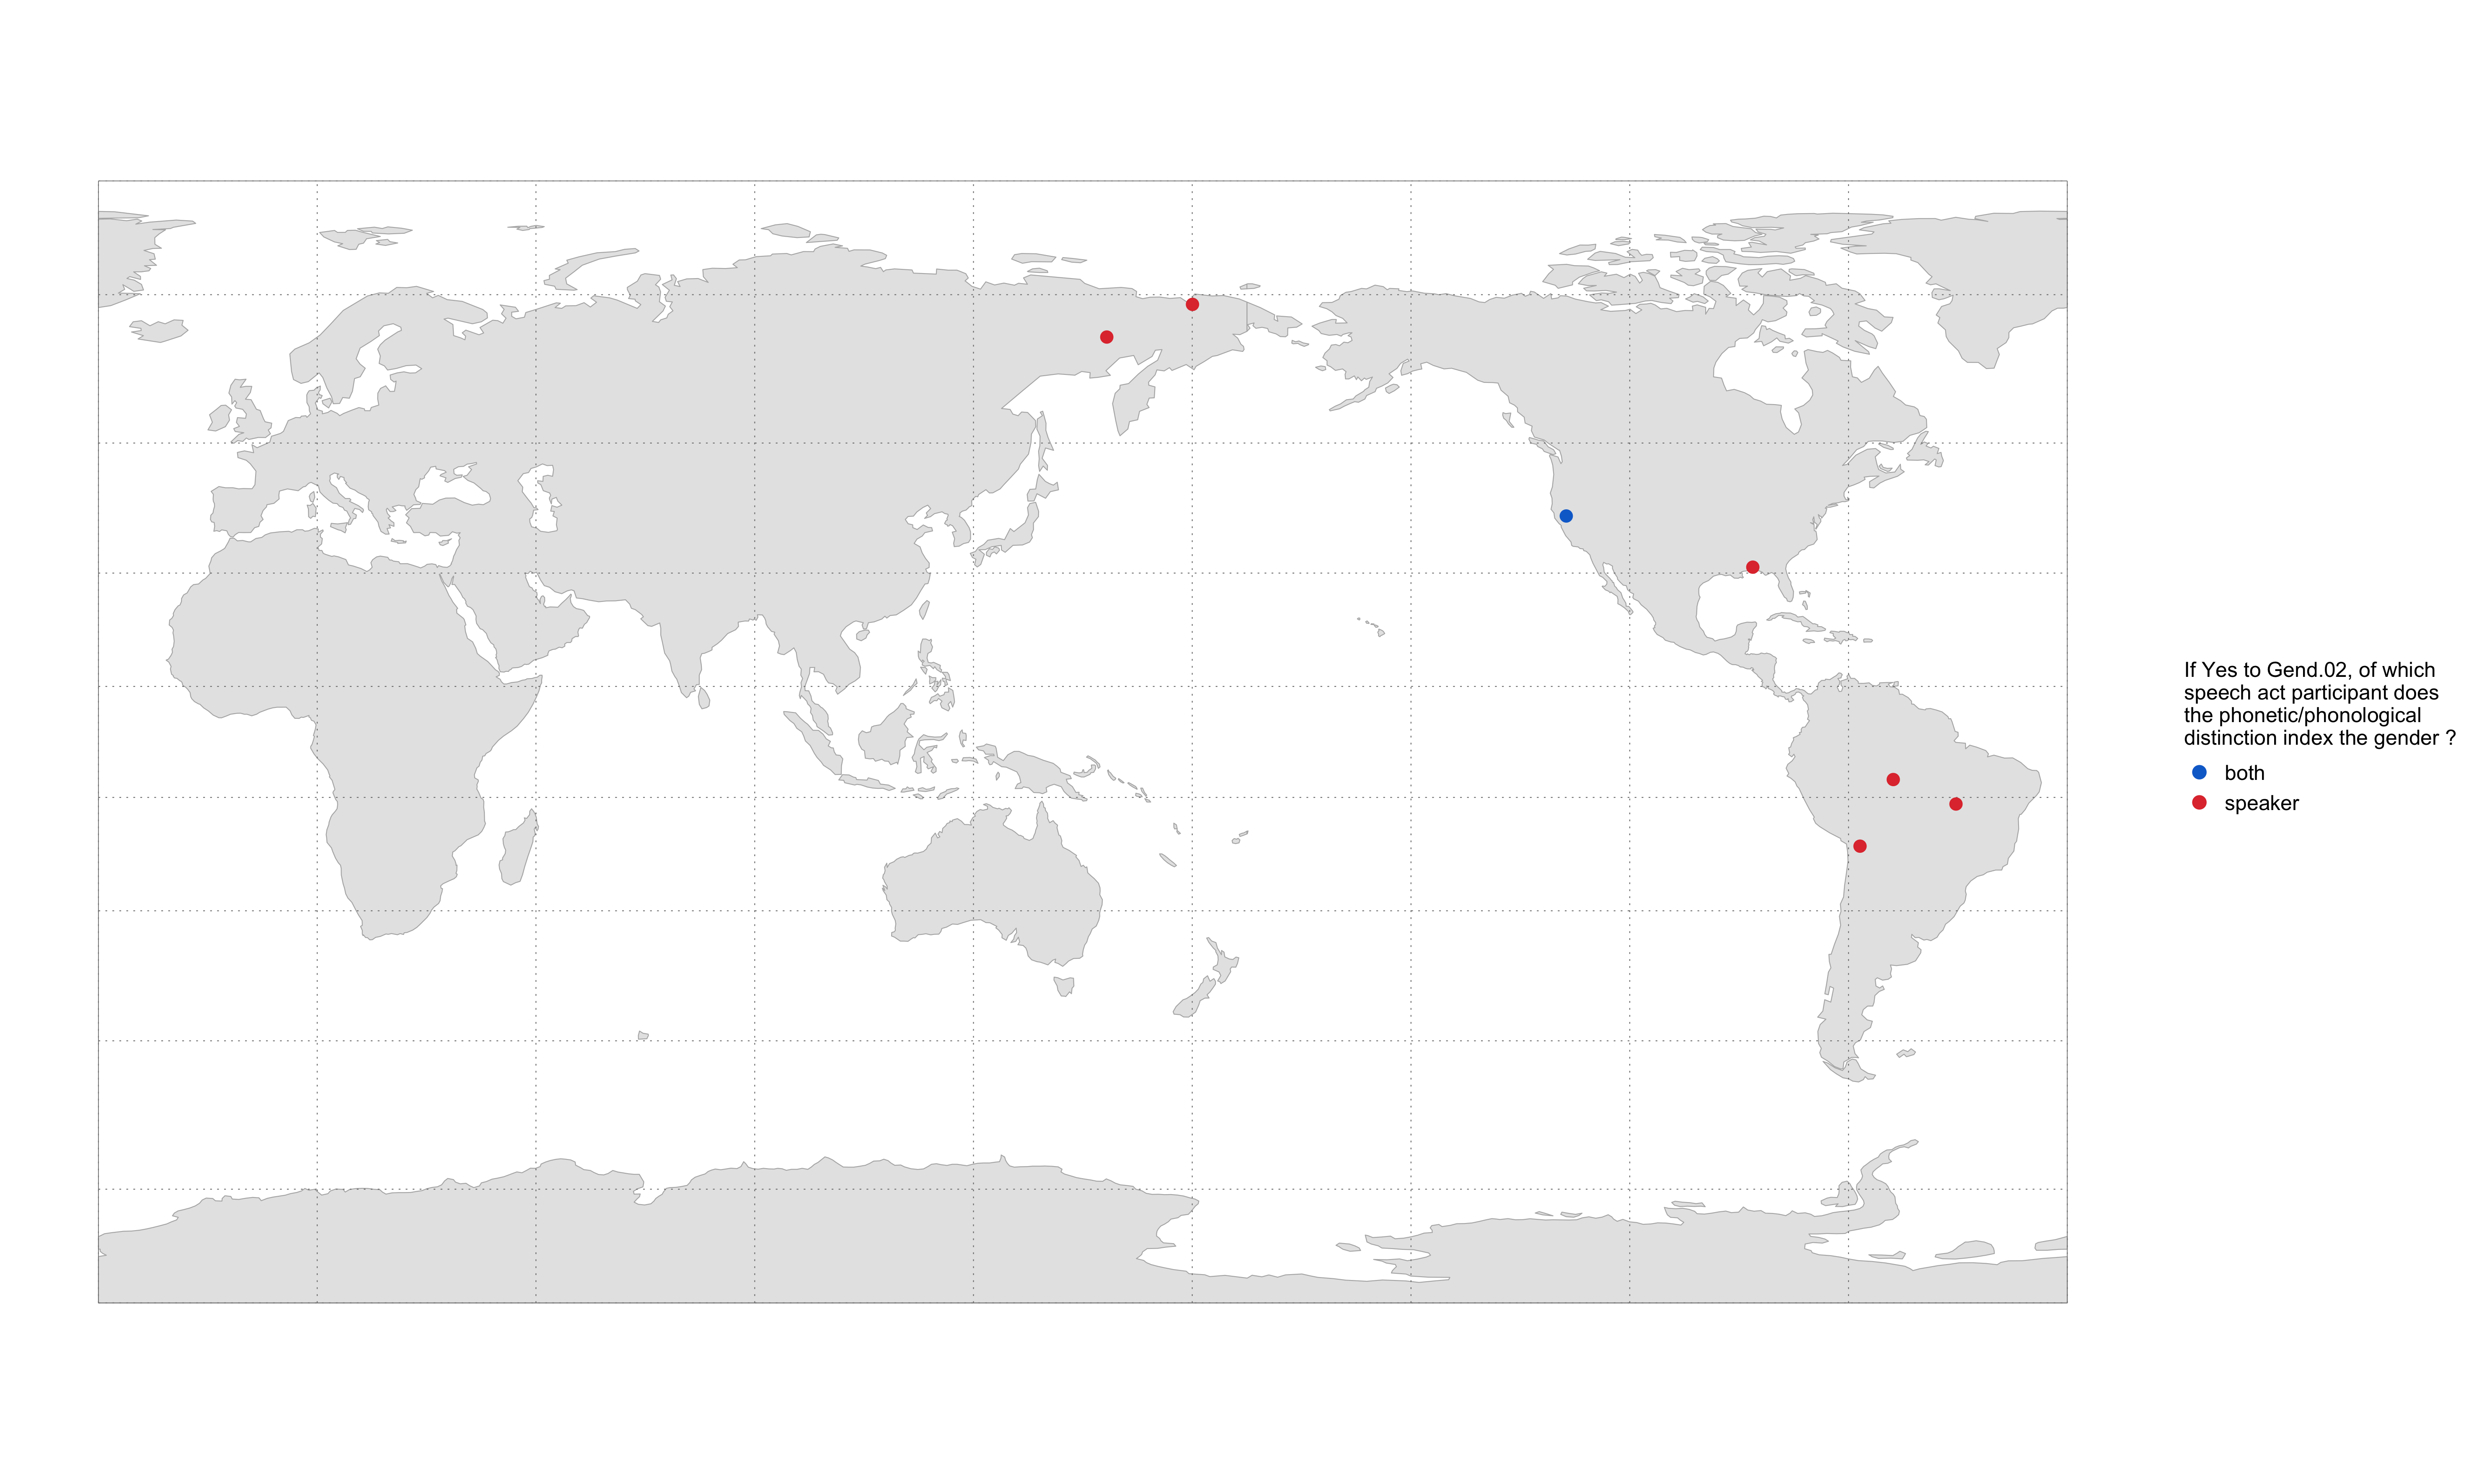 If Yes to Gend.02, of which
speech act participant does
the phonetic/phonological
distinction index the gender ?
both
speaker